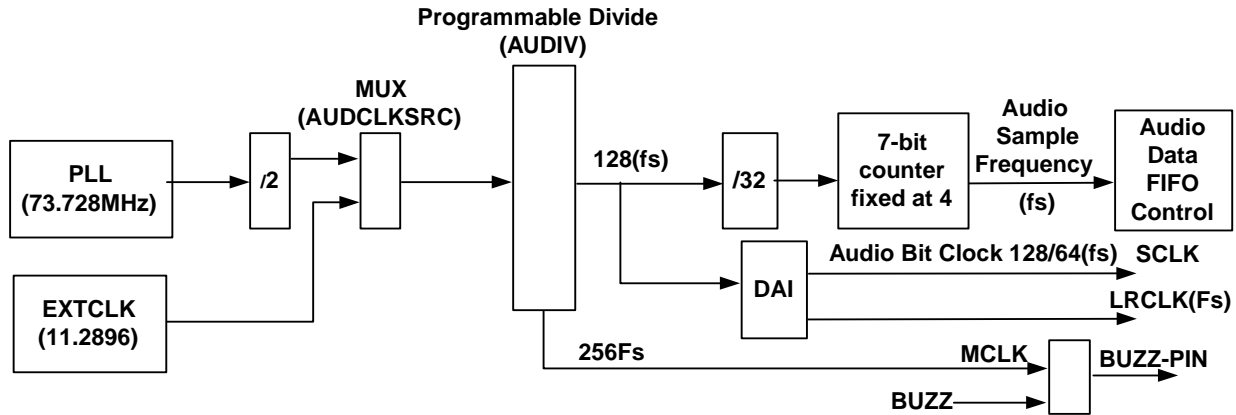 Programmable Divide
(AUDIV)
MUX
(AUDCLKSRC)
PLL
(73.728MHz)
/2
EXTCLK
(11.2896)
128(fs)
/32
7-bit
counter
fixed at 4
Audio
Sample
Frequency
(fs)
Audio
Data
FIFO
Control
DAI
Audio Bit Clock 128/64(fs)
SCLK
LRCLK(Fs)
256Fs
MCLK
BUZZ
BUZZ-PIN